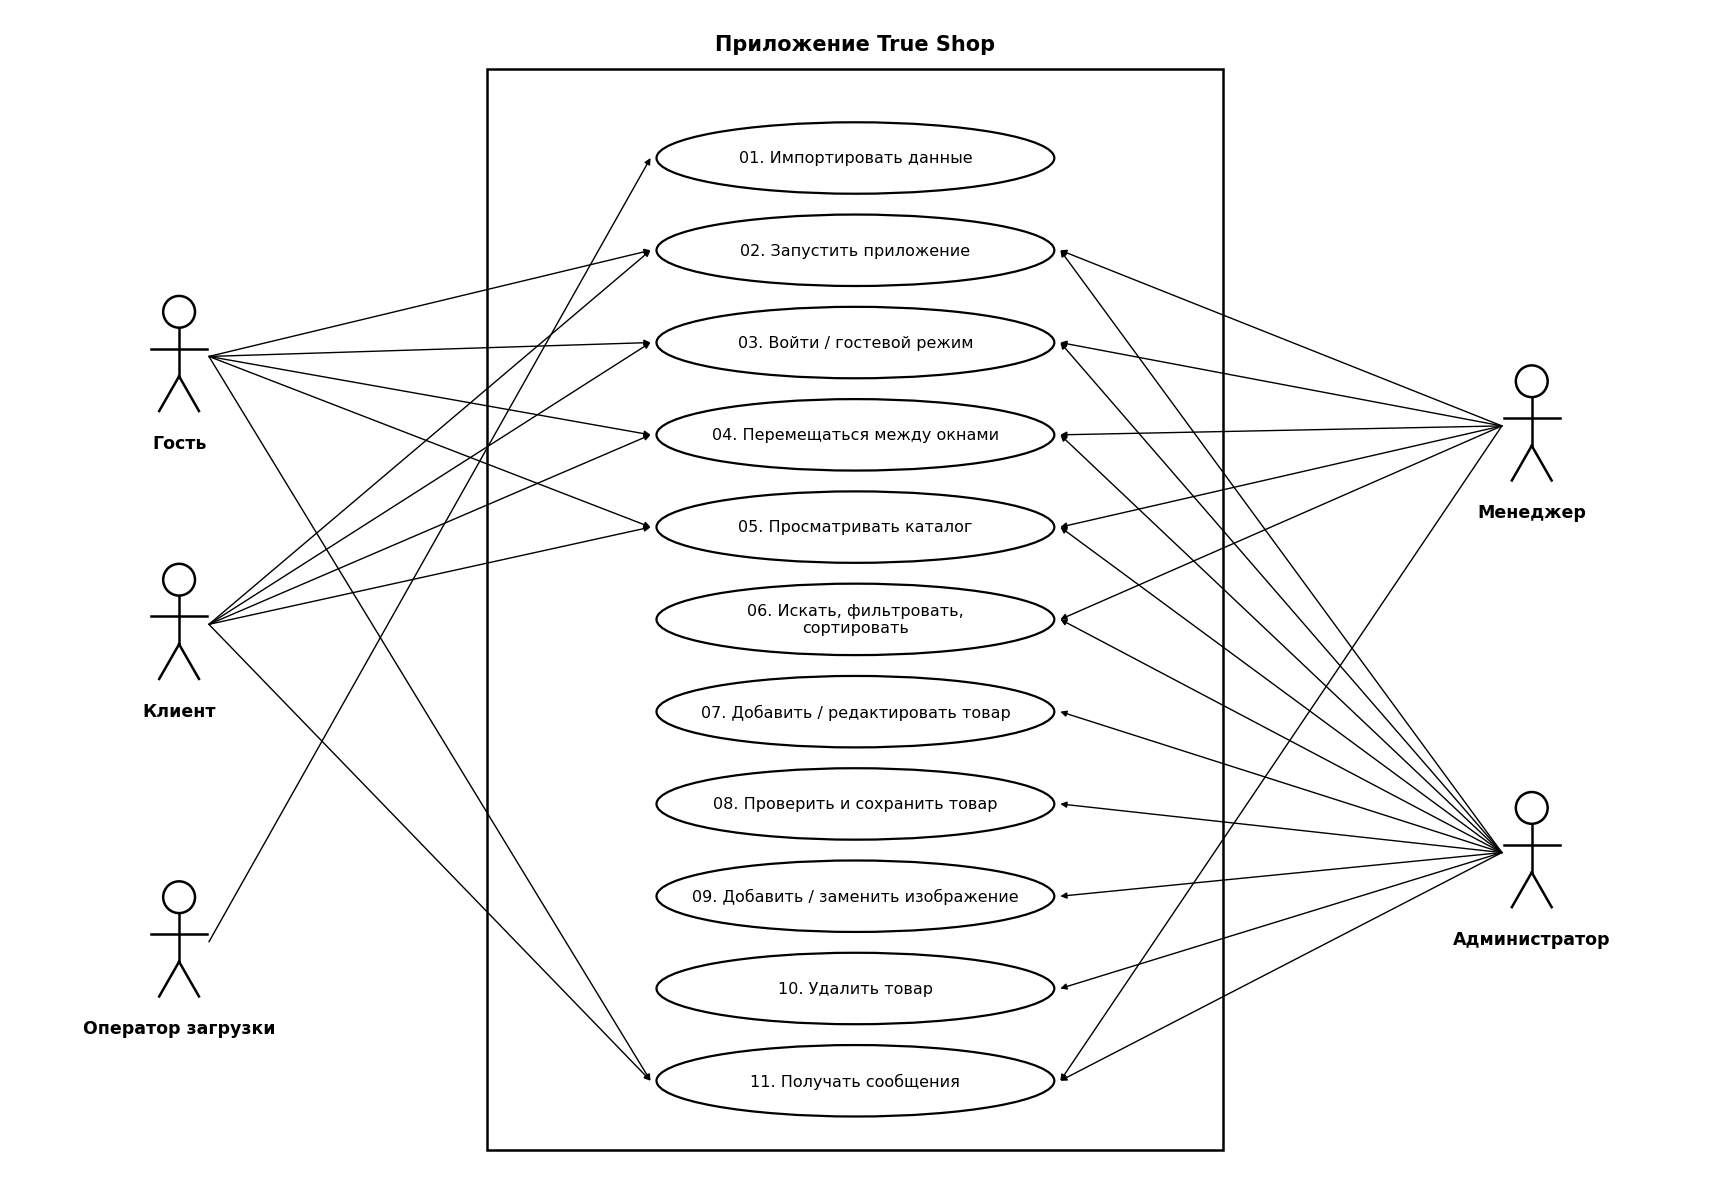 Приложение True Shop
01. Импортировать данные
02. Запустить приложение
03. Войти / гостевой режим
04. Перемещаться между окнами
05. Просматривать каталог
06. Искать, фильтровать,
сортировать
07. Добавить / редактировать товар
08. Проверить и сохранить товар
09. Добавить / заменить изображение
10. Удалить товар
11. Получать сообщения
Гость
Клиент
Оператор загрузки
Менеджер
Администратор